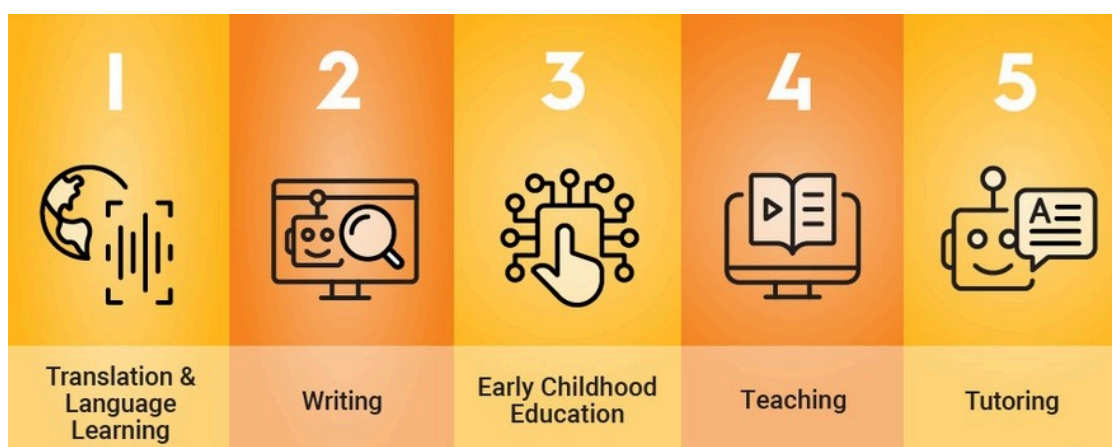 1
Translation &
Language
Learning
2
Writing
3
Early Childhood
Education
4
Teaching
5
A
Tutoring